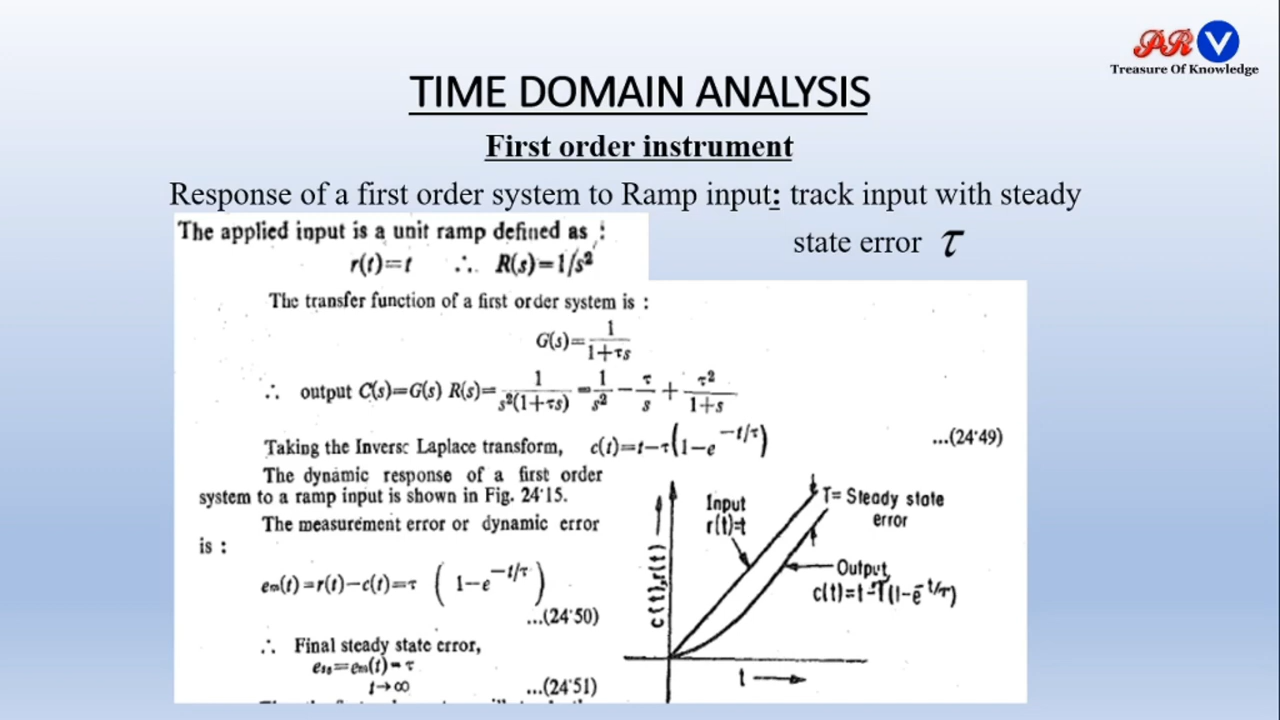 PR V
Treasure Of Knowledge
TIME DOMAIN ANALYSIS
First order instrument
Response of a first order system to Ramp input: track input with steady
state error τ
The applied input is a unit ramp defined as :
r(t)=t ∴ R(s)=1/s²
The transfer function of a first order system is :
G(s)=1/(1+τs)
∴ output C(s)=G(s) R(s)=1/(s²(1+τs))=1/s²−τ/s+τ²/(1+s)
Taking the Inverse Laplace transform, c(t)=t−τ(1−e^−t/τ) ...(24·49)
The dynamic response of a first order
system to a ramp input is shown in Fig. 24·15.
The measurement error or dynamic error
is :
em(t)=r(t)−c(t)=τ (1−e^−t/τ)
...(24·50)
∴ Final steady state error,
ess=em(t)=τ
t→∞ ...(24·51)
c(t),r(t)
Input
r(t)=t
T= Steady state
error
Output,
c(t)=t−T(1−e^−t/τ)
t